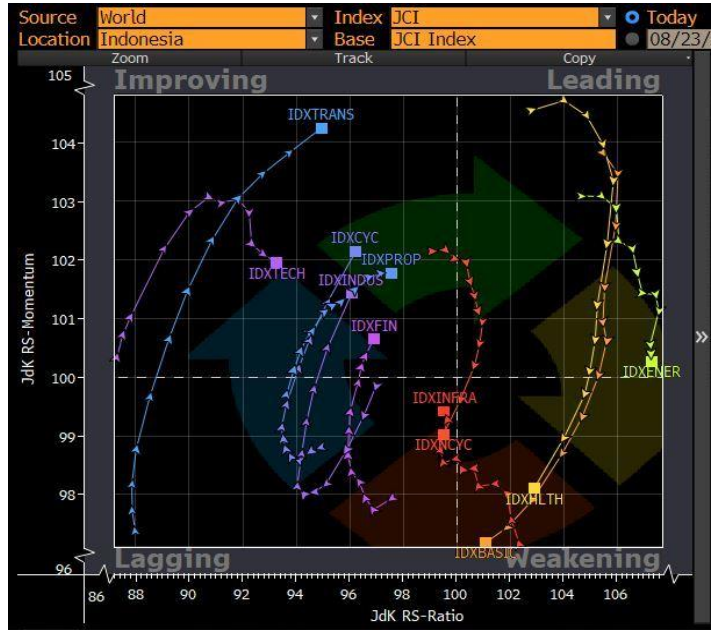 Source World Index JCI Today
Location Indonesia Base JCI Index 08/23/
Zoom Track Copy
Improving Leading
105
104
103
102
101
100
99
98
96
JdK RS-Momentum
IDXTRANS
IDXCYC
IDXPROP
IDXTECH
IDXINDUS
IDXFIN
IDXENER
IDXINFRA
IDXNCYC
IDXHLTH
IDXBASIC
»
Lagging Weakening
86 88 90 92 94 96 98 100 102 104 106
JdK RS-Ratio